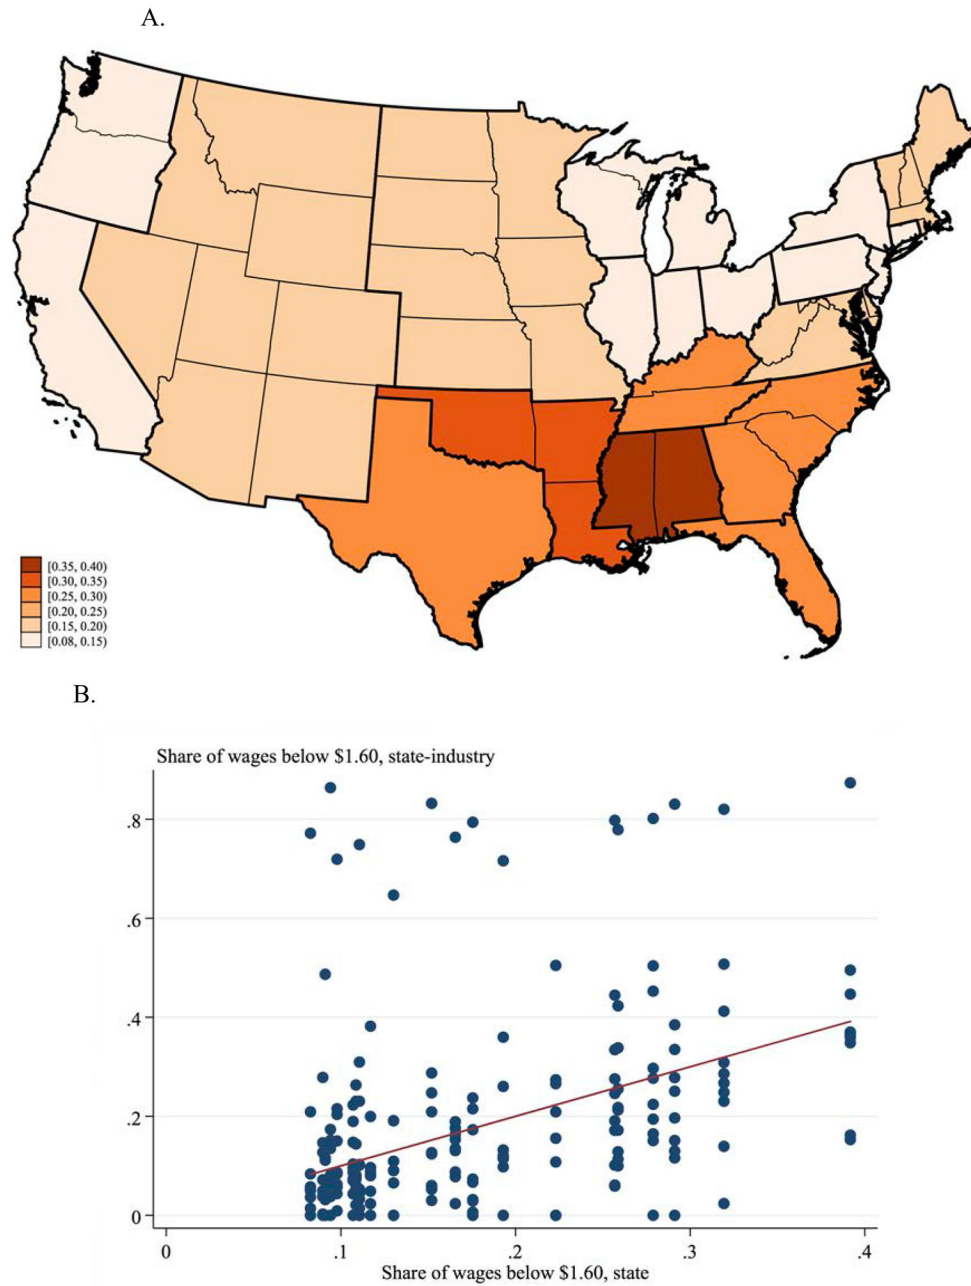 A.
[0.35, 0.40)
[0.30, 0.35)
[0.25, 0.30)
[0.20, 0.25)
[0.15, 0.20)
[0.08, 0.15)
B.
Share of wages below $1.60, state-industry
.8
.6
.4
.2
0
0 .1 .2 .3 .4
Share of wages below $1.60, state